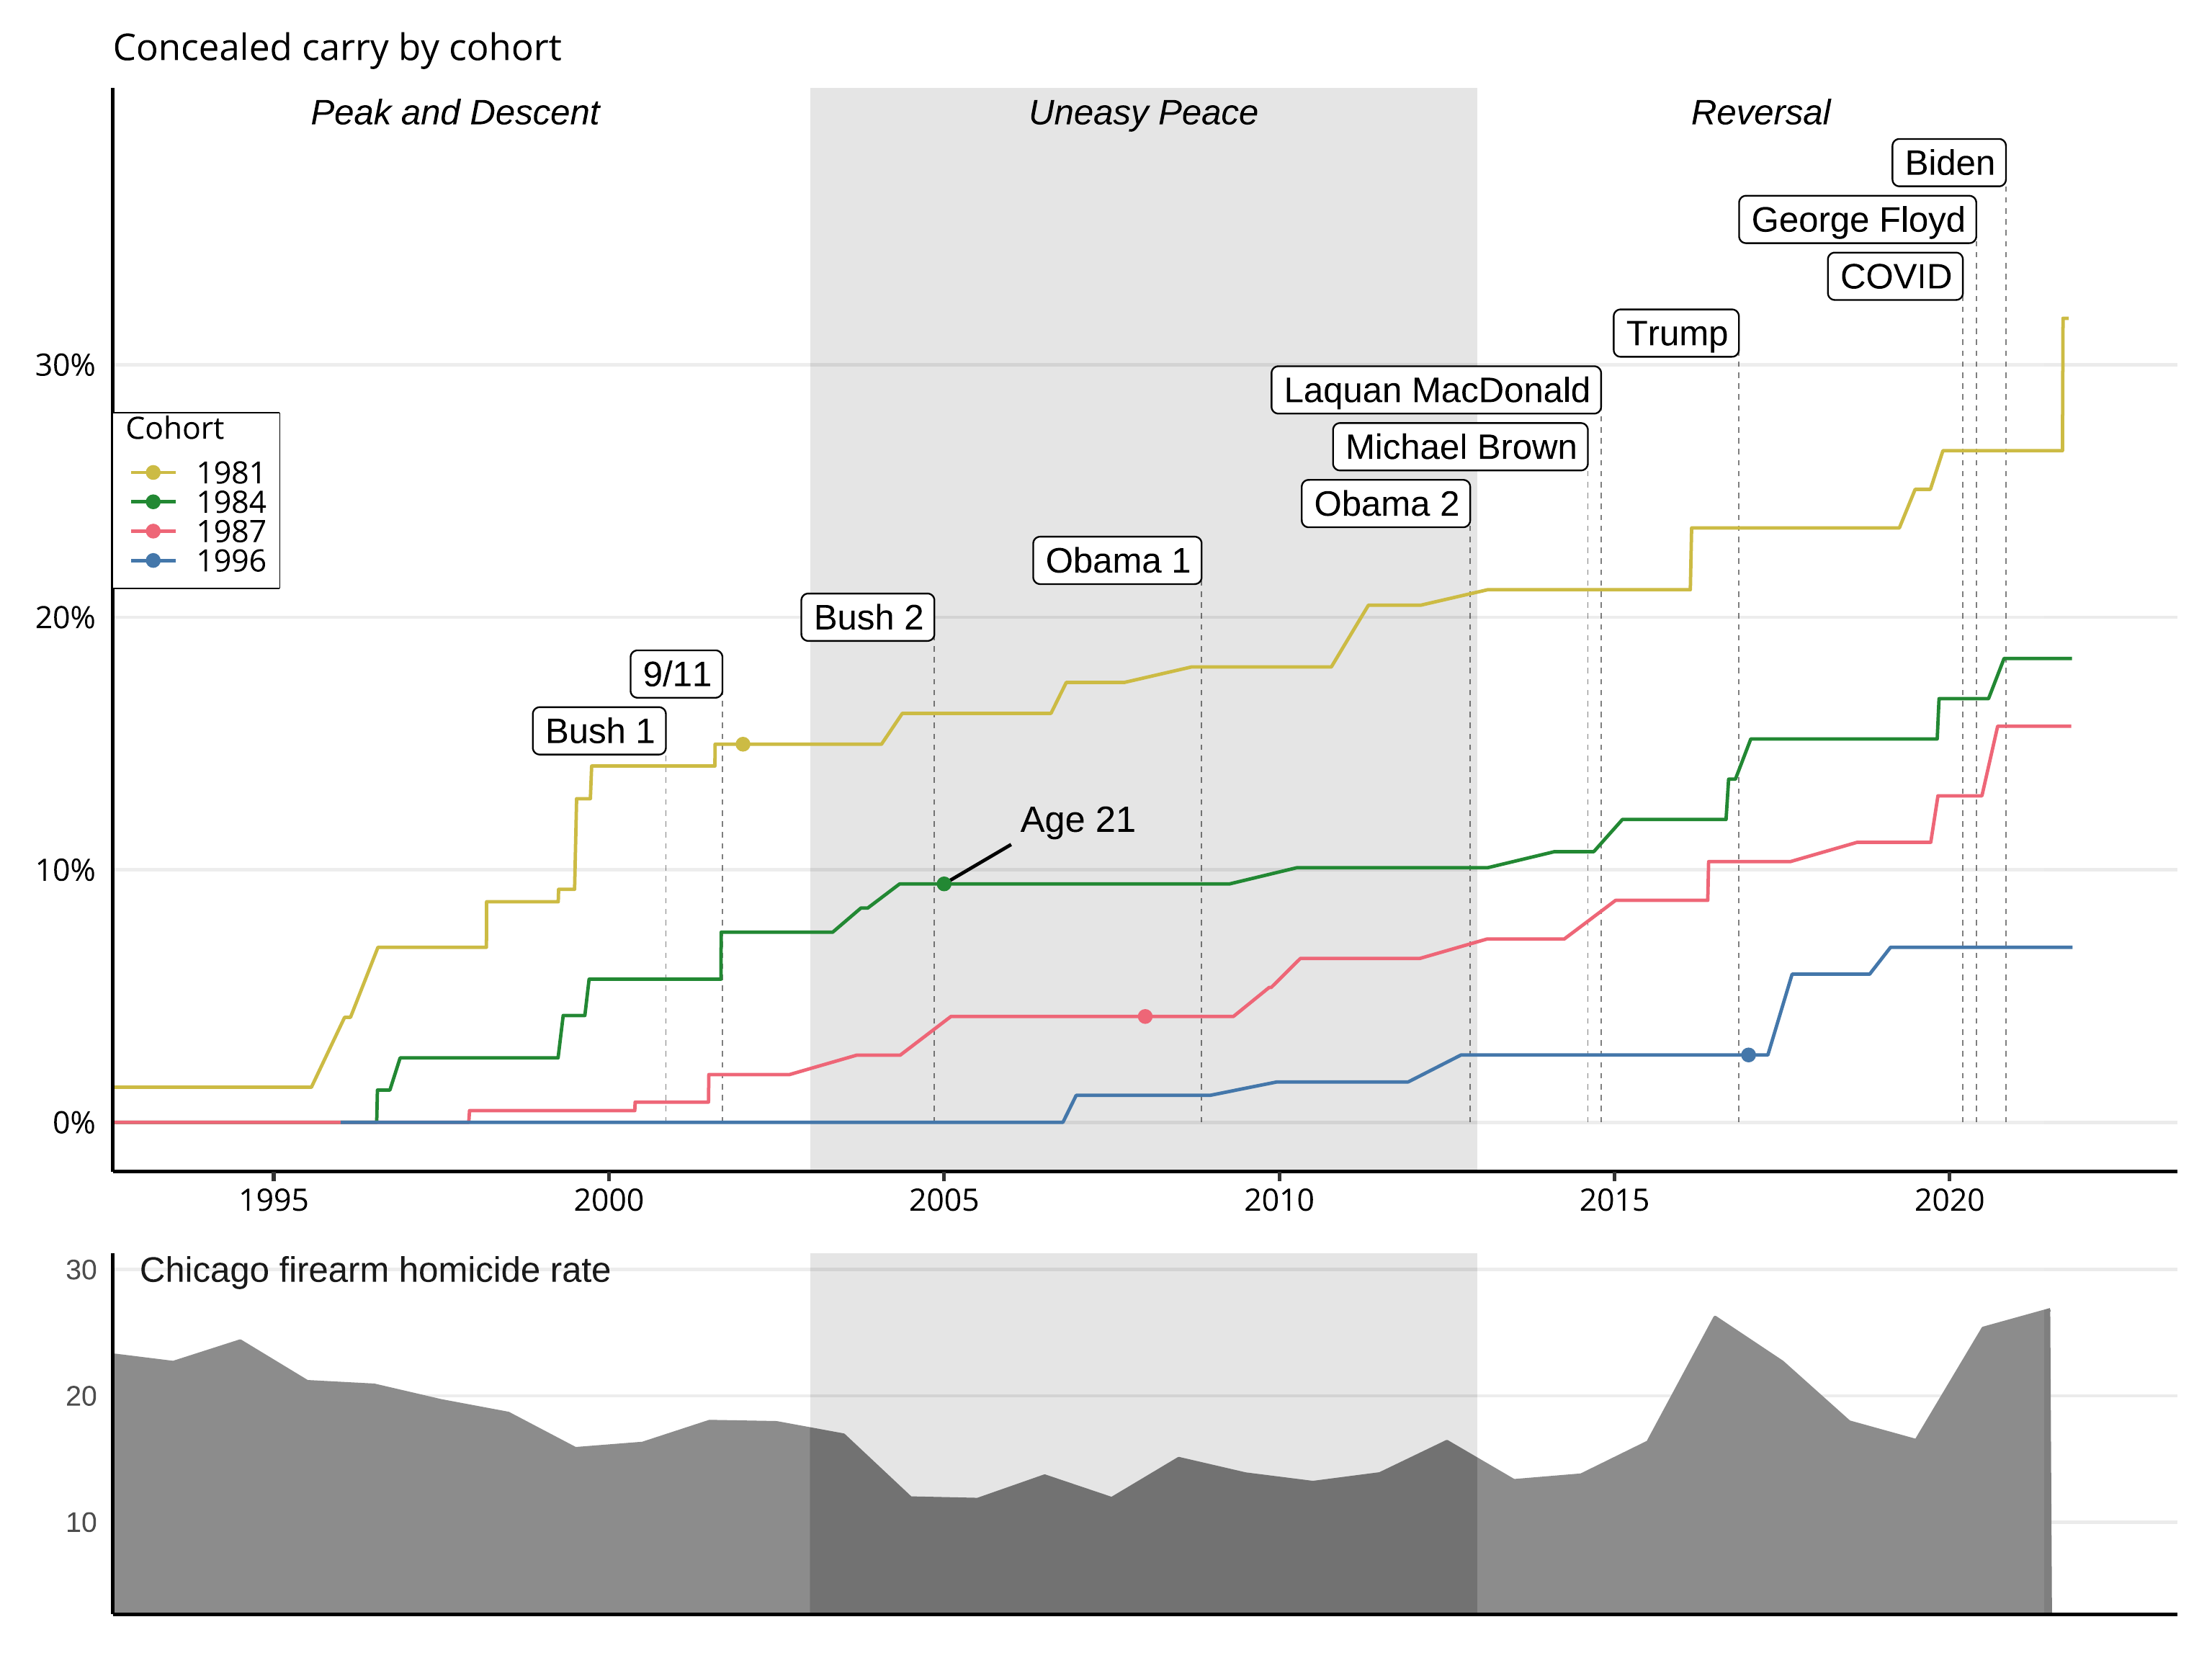 Concealed carry by cohort
Peak and Descent
Uneasy Peace
Reversal
Biden
George Floyd
COVID
Trump
30%
Laquan MacDonald
Cohort
Michael Brown
1981
1984
Obama 2
1987
1996
Obama 1
20%
Bush 2
9/11
Bush 1
Age 21
10%
0%
1995
2000
2005
2010
2015
2020
30
Chicago firearm homicide rate
20
10